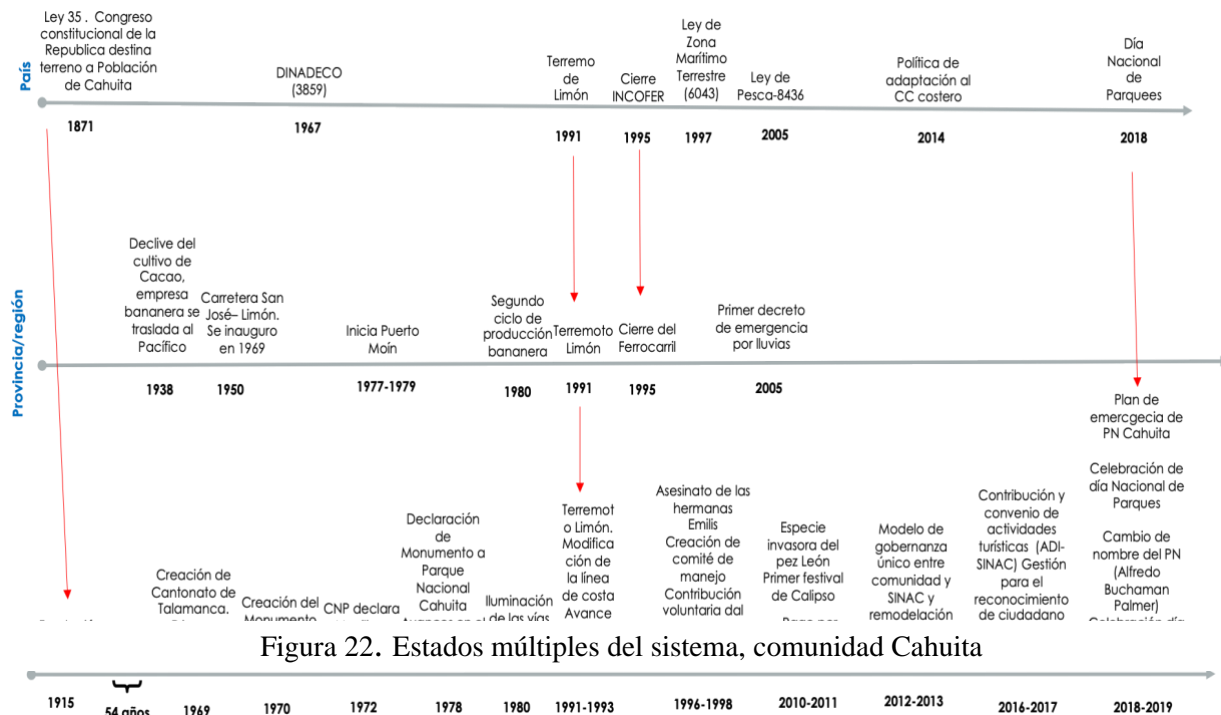 Ley 35 . Congreso
constitucional de la
Republica destina
terreno a Población
de Cahuita
DINADECO
(3859)
Terremo
de
Limón
Cierre
INCOFER
Ley de
Zona
Marítimo
Terrestre
(6043)
Ley de
Pesca-8436
Política de
adaptación al
CC costero
Día
Nacional
de
Parquees
País
1871
1967
1991
1995
1997
2005
2014
2018
Declive del
cultivo de
Cacao,
empresa
bananera se
traslada al
Pacífico
Carretera San
José– Limón.
Se inauguro
en 1969
Inicia Puerto
Moín
Segundo
ciclo de
producción
bananera
Terremoto
Limón
Cierre del
Ferrocarril
Primer decreto
de emergencia
por lluvias
Provincia/región
1938
1950
1977-1979
1980
1991
1995
2005
Creación de
Cantonato de
Talamanca.
Creación del
Monumento
CNP declara
Declaración
de
Monumento a
Parque
Nacional
Cahuita
Iluminación
de las vías
Terremot
o Limón.
Modifica
ción de
la línea
de costa
Avance
Asesinato de las
hermanas
Emilis
Creación de
comité de
manejo
Contribución
voluntaria dal
Especie
invasora del
pez León
Primer festival
de Calipso
Modelo de
gobernanza
único entre
comunidad y
SINAC y
remodelación
Contribución y
convenio de
actividades
turísticas (ADI-
SINAC) Gestión
para el
reconocimiento
de ciudadano
Plan de
emercgecia de
PN Cahuita
Celebración de
día Nacional de
Parques
Cambio de
nombre del PN
(Alfredo
Buchaman
Palmer)
Celebración día
Figura 22. Estados múltiples del sistema, comunidad Cahuita
1915
54 años
1969
1970
1972
1978
1980
1991-1993
1996-1998
2010-2011
2012-2013
2016-2017
2018-2019